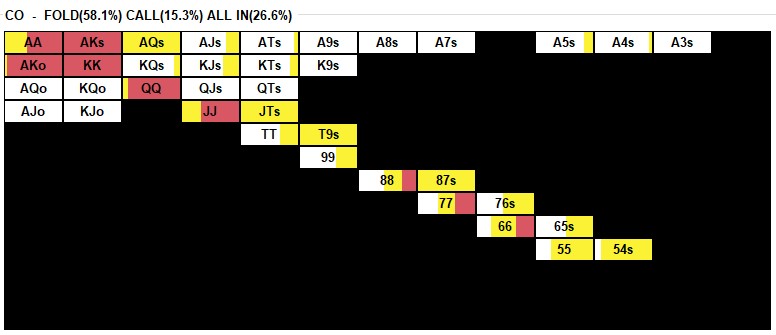 CO - FOLD(58.1%) CALL(15.3%) ALL IN(26.6%)
AA AKs AQs AJs ATs A9s A8s A7s A5s A4s A3s
AKo KK KQs KJs KTs K9s
AQo KQo QQ QJs QTs
AJo KJo JJ JTs
TT T9s
99
88 87s
77 76s
66 65s
55 54s